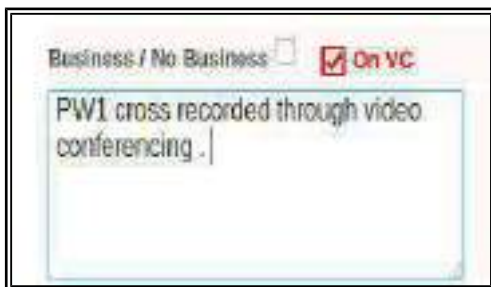 Business / No Business On VC
PW1 cross recorded through video
conferencing .